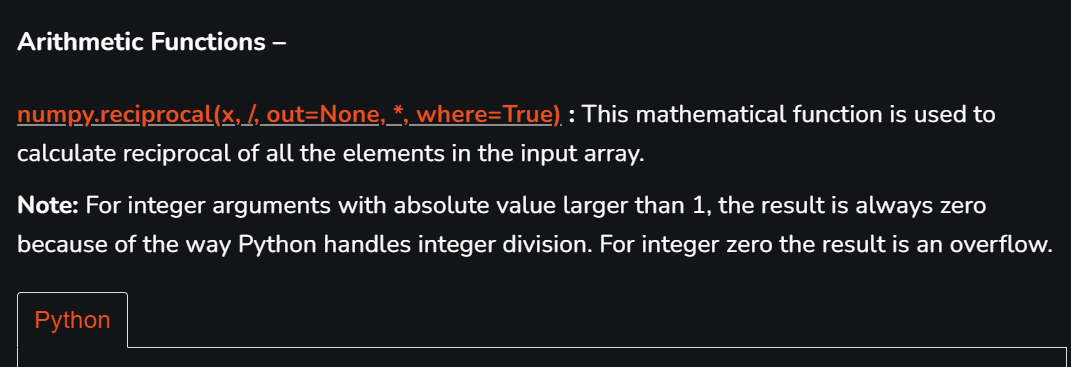 Arithmetic Functions –
numpy.reciprocal(x, /, out=None, *, where=True) : This mathematical function is used to
calculate reciprocal of all the elements in the input array.
Note: For integer arguments with absolute value larger than 1, the result is always zero
because of the way Python handles integer division. For integer zero the result is an overflow.
Python